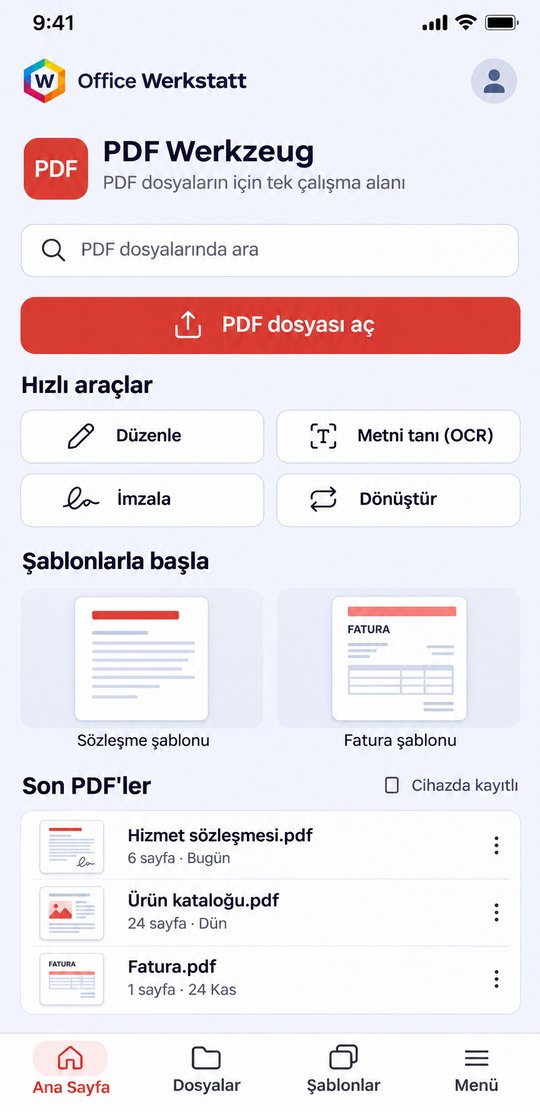 9:41
W Office Werkstatt
PDF
PDF Werkzeug
PDF dosyaların için tek çalışma alanı
PDF dosyalarında ara
PDF dosyası aç
Hızlı araçlar
Düzenle
T Metni tanı (OCR)
İmzala
Dönüştür
Şablonlarla başla
FATURA
Sözleşme şablonu
Fatura şablonu
Son PDF'ler
Cihazda kayıtlı
Hizmet sözleşmesi.pdf
6 sayfa · Bugün
Ürün kataloğu.pdf
24 sayfa · Dün
FATURA
Fatura.pdf
1 sayfa · 24 Kas
Ana Sayfa
Dosyalar
Şablonlar
Menü